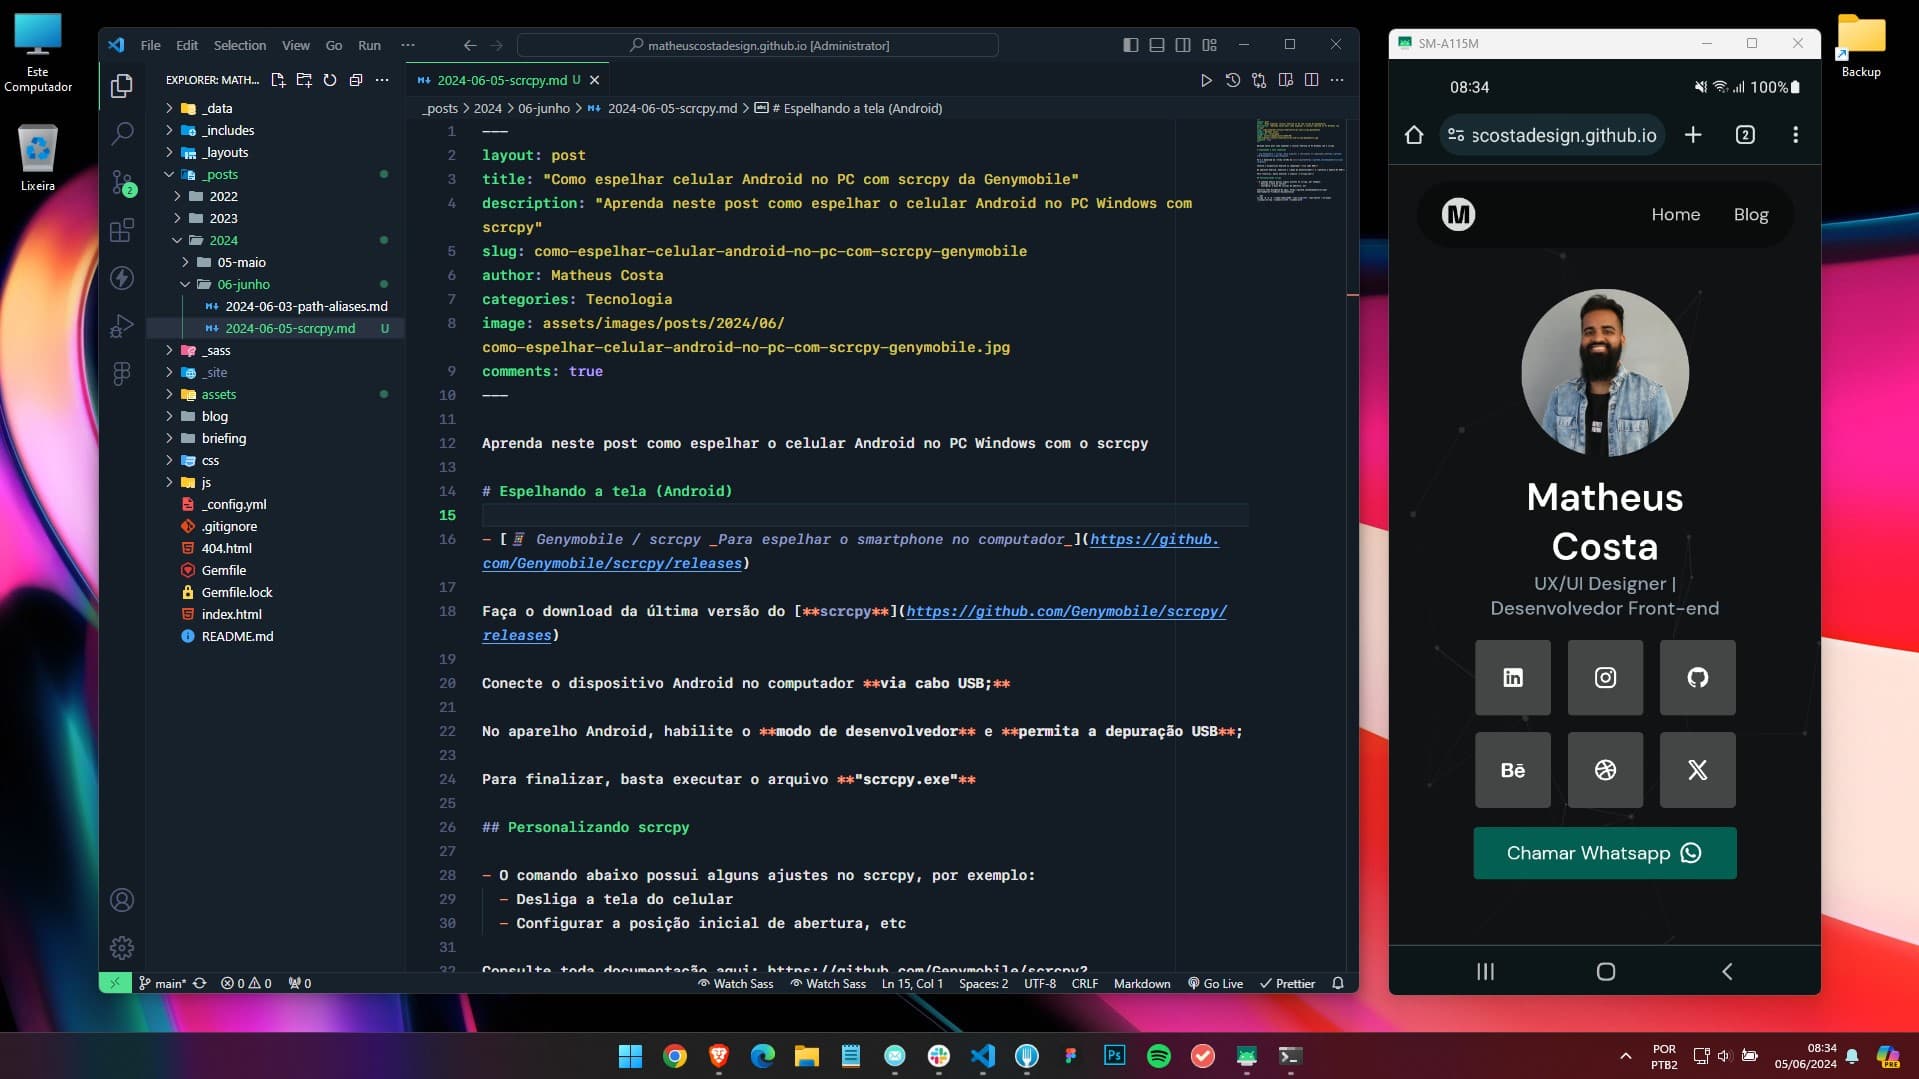 Este
Computador
Lixeira
Backup
File Edit Selection View Go Run ···
matheuscostadesign.github.io [Administrator]
EXPLORER: MATH...
_data
_includes
_layouts
_posts
2022
2023
2024
05-maio
06-junho
2024-06-03-path-aliases.md
2024-06-05-scrcpy.md U
_sass
_site
assets
blog
briefing
css
js
_config.yml
.gitignore
404.html
Gemfile
Gemfile.lock
index.html
README.md
2
2024-06-05-scrcpy.md U
_posts > 2024 > 06-junho > 2024-06-05-scrcpy.md > # Espelhando a tela (Android)
1 ---
2 layout: post
3 title: "Como espelhar celular Android no PC com scrcpy da Genymobile"
4 description: "Aprenda neste post como espelhar o celular Android no PC Windows com
scrcpy"
5 slug: como-espelhar-celular-android-no-pc-com-scrcpy-genymobile
6 author: Matheus Costa
7 categories: Tecnologia
8 image: assets/images/posts/2024/06/
como-espelhar-celular-android-no-pc-com-scrcpy-genymobile.jpg
9 comments: true
10 ---
11
12 Aprenda neste post como espelhar o celular Android no PC Windows com o scrcpy
13
14 # Espelhando a tela (Android)
15
16 - [📱 Genymobile / scrcpy _Para espelhar o smartphone no computador_](https://github.
com/Genymobile/scrcpy/releases)
17
18 Faça o download da última versão do [**scrcpy**](https://github.com/Genymobile/scrcpy/
releases)
19
20 Conecte o dispositivo Android no computador **via cabo USB;**
21
22 No aparelho Android, habilite o **modo de desenvolvedor** e **permita a depuração USB**;
23
24 Para finalizar, basta executar o arquivo **"scrcpy.exe"**
25
26 ## Personalizando scrcpy
27
28 - O comando abaixo possui alguns ajustes no scrcpy, por exemplo:
29 - Desliga a tela do celular
30 - Configurar a posição inicial de abertura, etc
31
32 Consulte toda documentação aqui: https://github.com/Genymobile/scrcpy?
main* 0 0 0
Watch Sass Watch Sass Ln 15, Col 1 Spaces: 2 UTF-8 CRLF Markdown Go Live Prettier
SM-A115M
08:34 100%
scostadesign.github.io 2
M Home Blog
Matheus
Costa
UX/UI Designer |
Desenvolvedor Front-end
in
Bē X
Chamar Whatsapp
Ps
POR
PTB2
08:34
05/06/2024
PRE